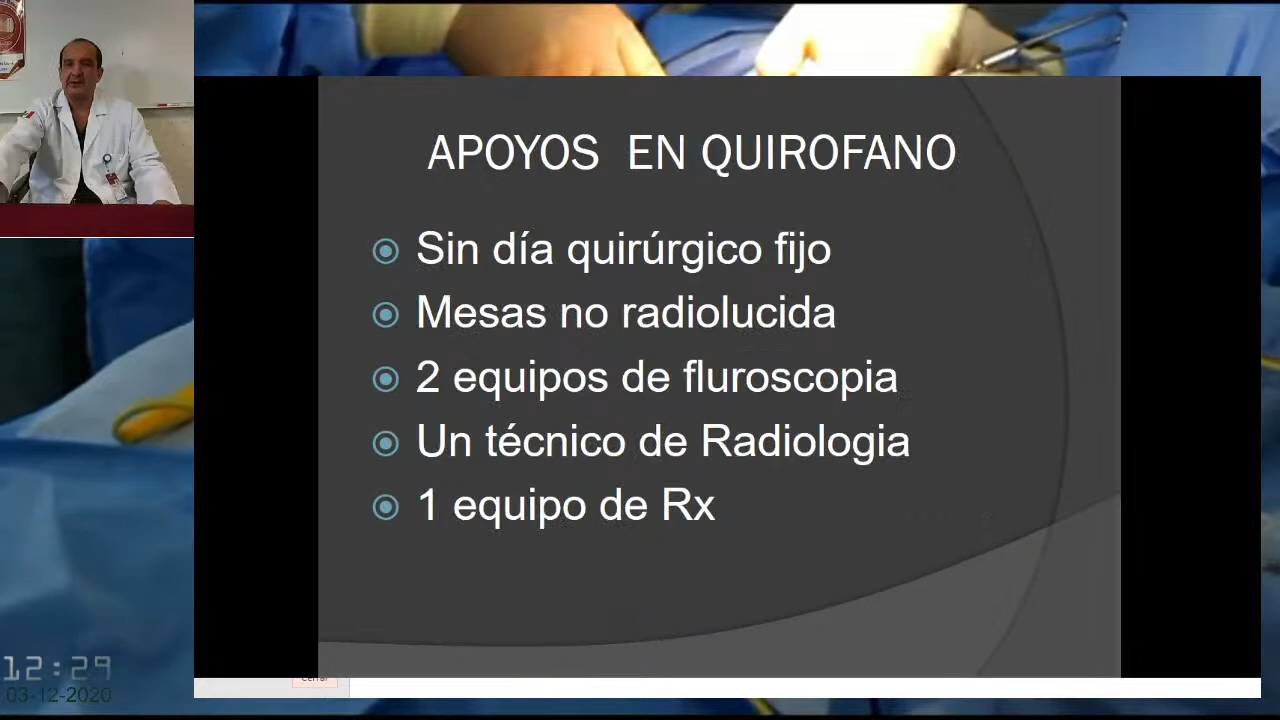 APOYOS EN QUIROFANO
Sin día quirúrgico fijo
Mesas no radiolucida
2 equipos de fluroscopia
Un técnico de Radiologia
1 equipo de Rx
Cerrar
12:29
03-12-2020